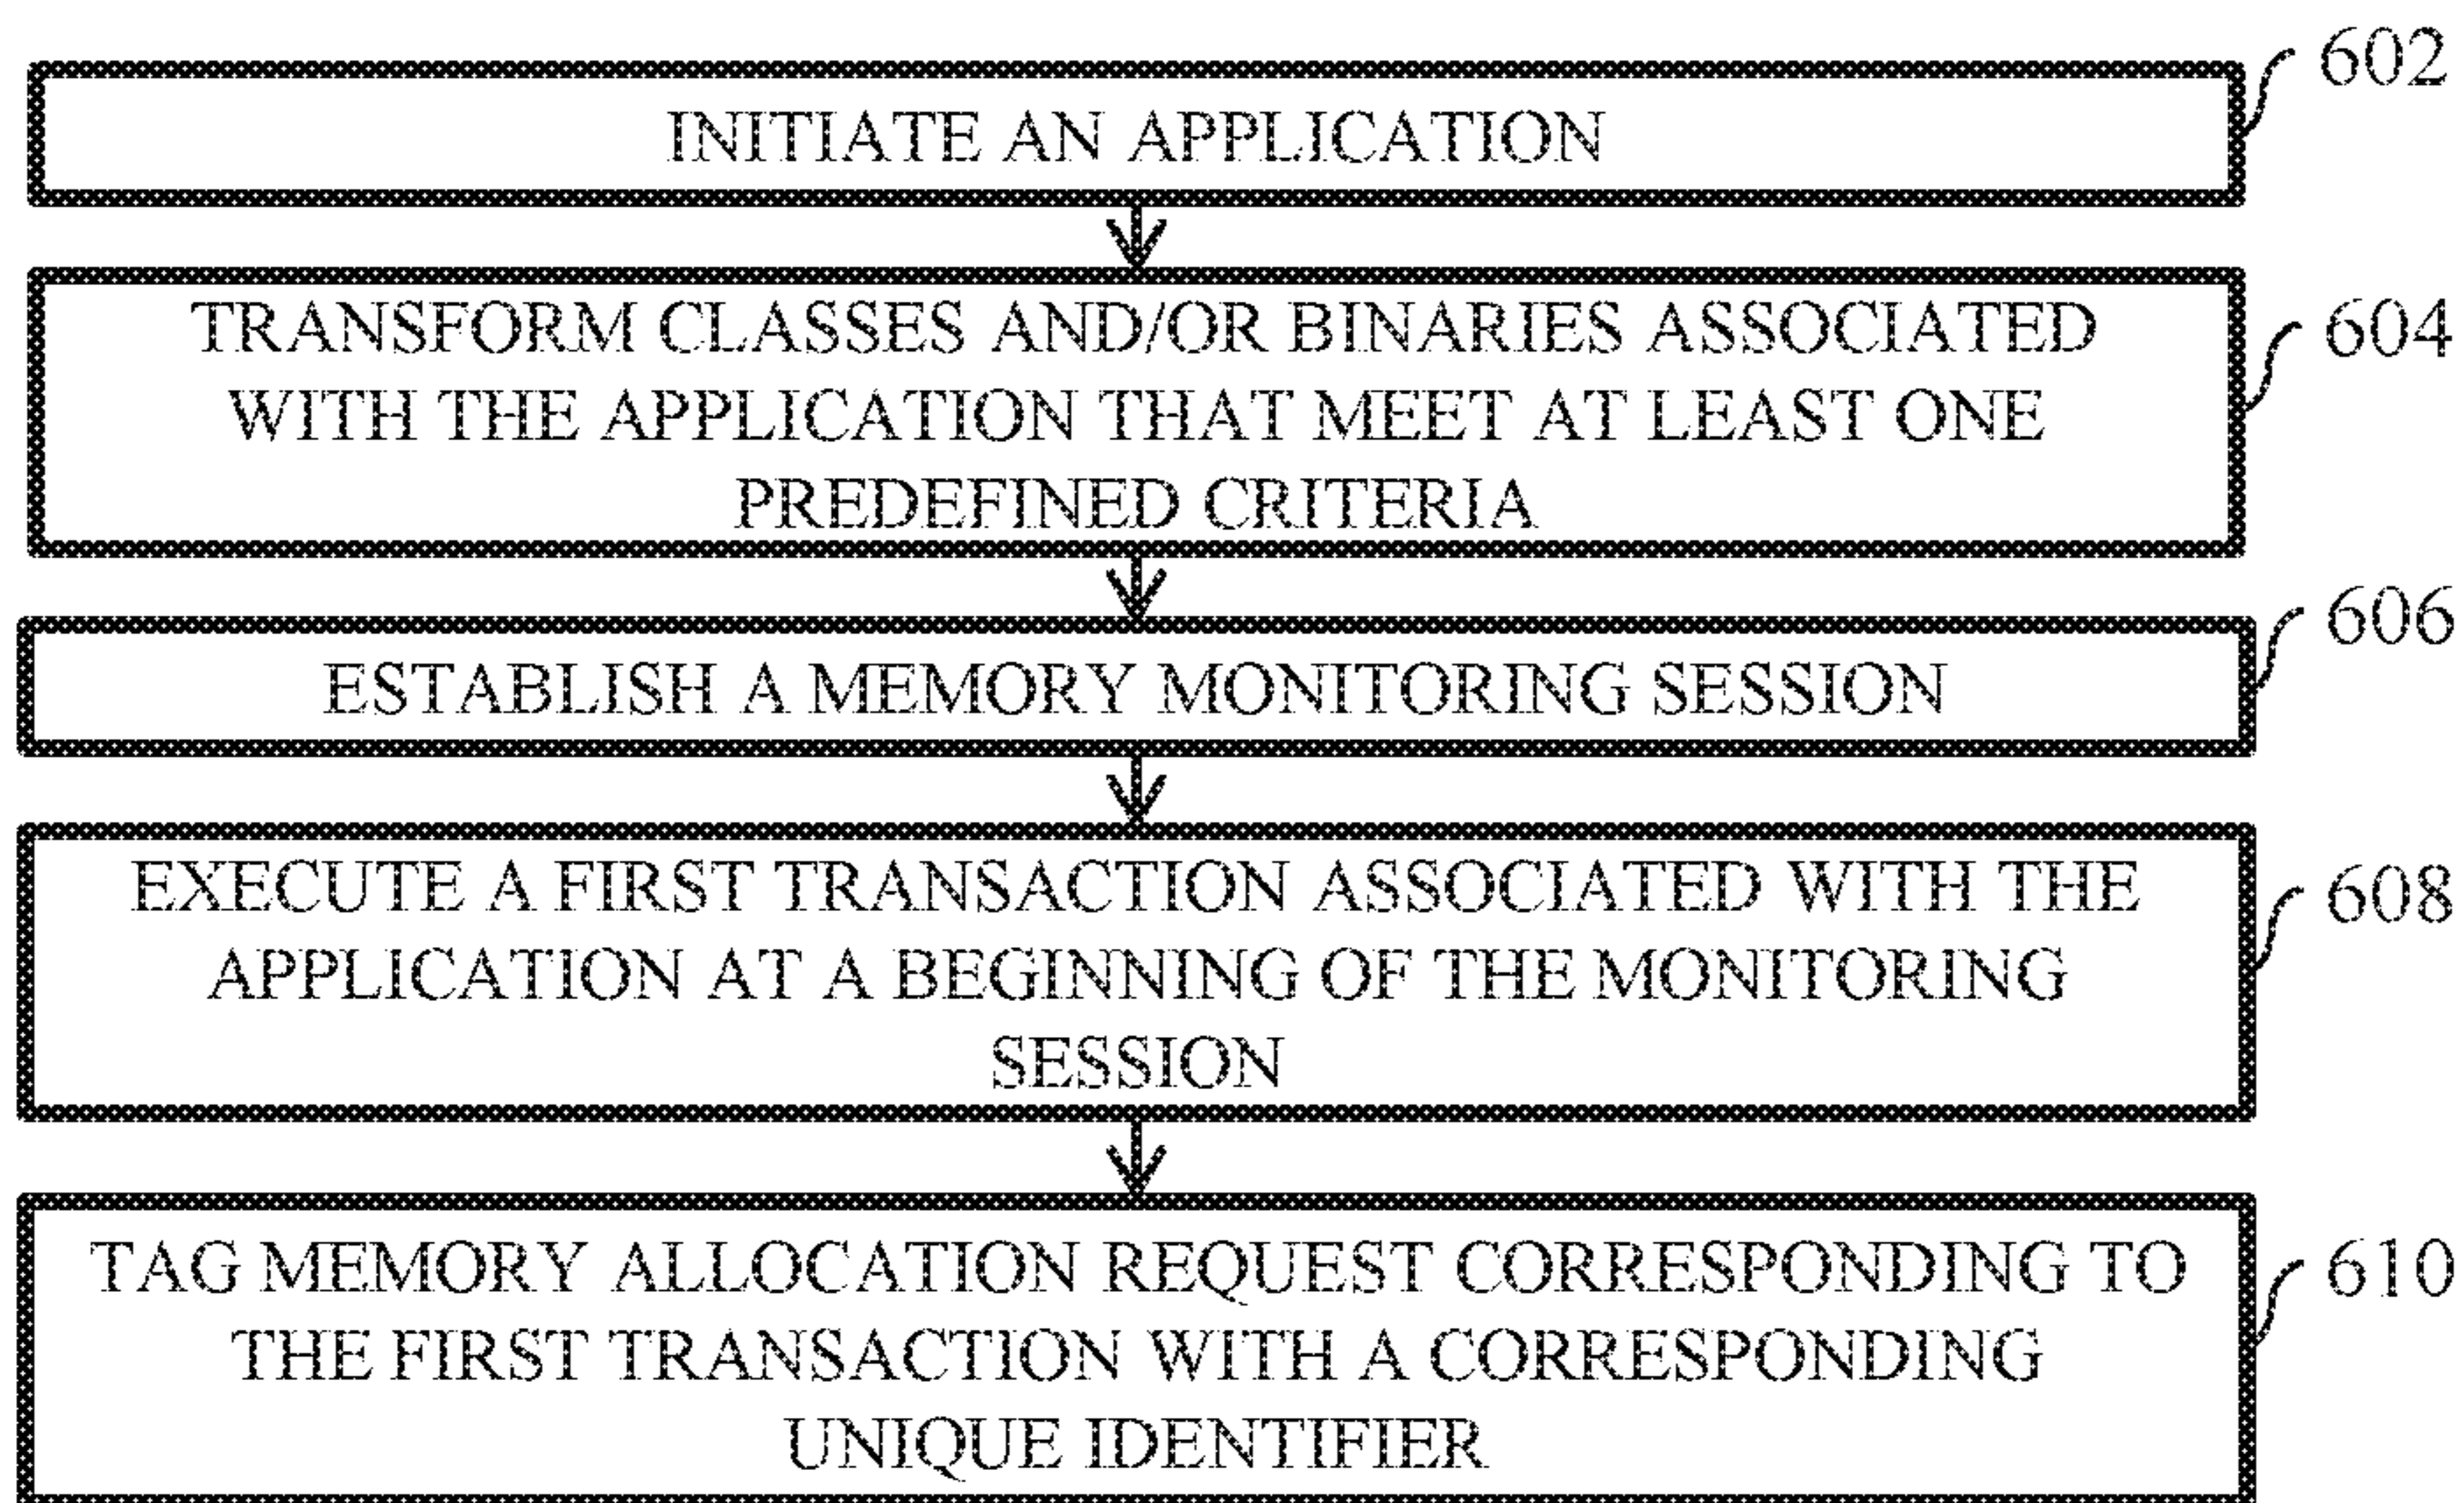 602
INITIATE AN APPLICATION
TRANSFORM CLASSES AND/OR BINARIES ASSOCIATED
604
WITH THE APPLICATION THAT MEET AT LEAST ONE
PREDEFINED CRITERIA
606
ESTABLISH A MEMORY MONITORING SESSION
EXECUTE A FIRST TRANSACTION ASSOCIATED WITH THE
608
APPLICATION AT A BEGINNING OF THE MONITORING
SESSION
TAG MEMORY ALLOCATION REQUEST CORRESPONDING TO
610
THE FIRST TRANSACTION WITH A CORRESPONDING
UNIQUE IDENTIFIER